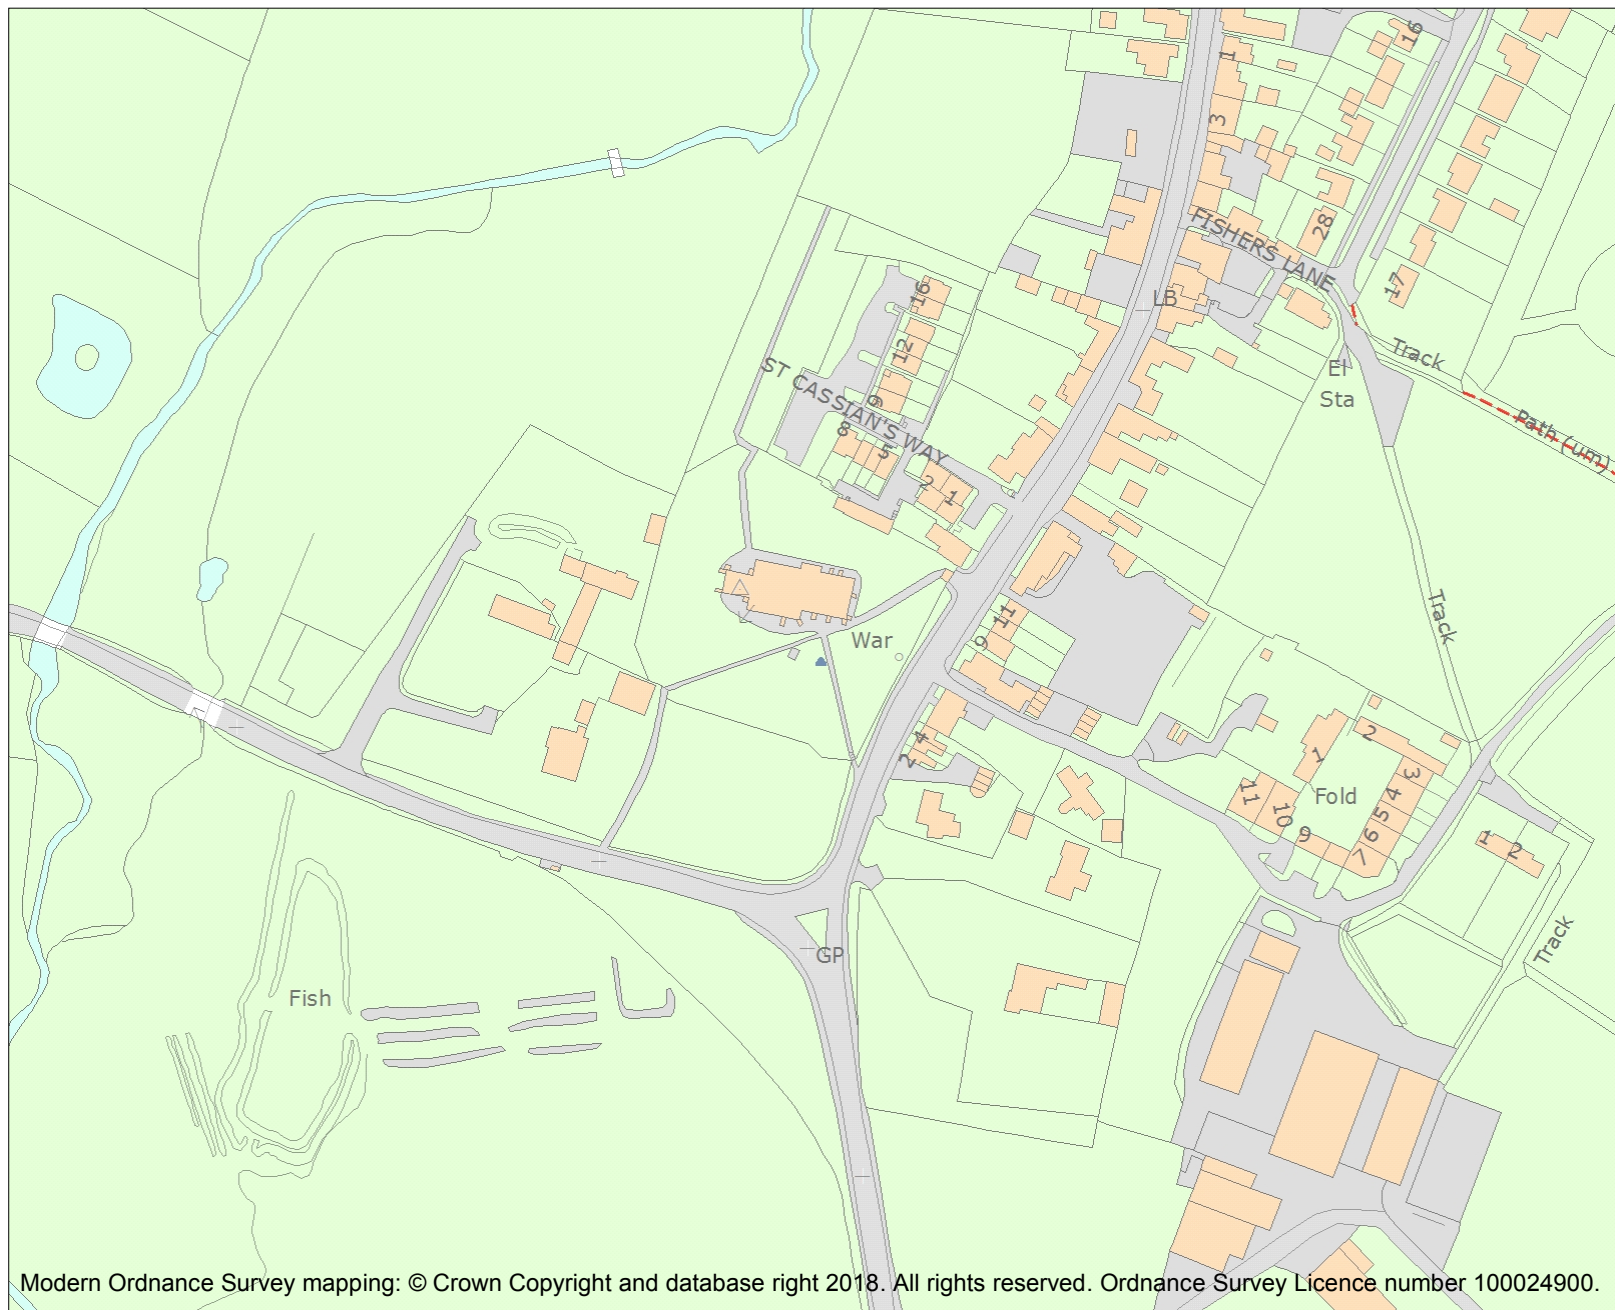 16
1
3
FISHERS LANE
28
17
LB
16
12
9
ST CASSIAN'S WAY
8
5
2
1
Track
El
Sta
Path (um)
Track
War
11
9
4
2
2
1
3
11
10
Fold
4
5
9
6
7
1
2
Track
GP
Fish
Modern Ordnance Survey mapping: © Crown Copyright and database right 2018. All rights reserved. Ordnance Survey Licence number 100024900.